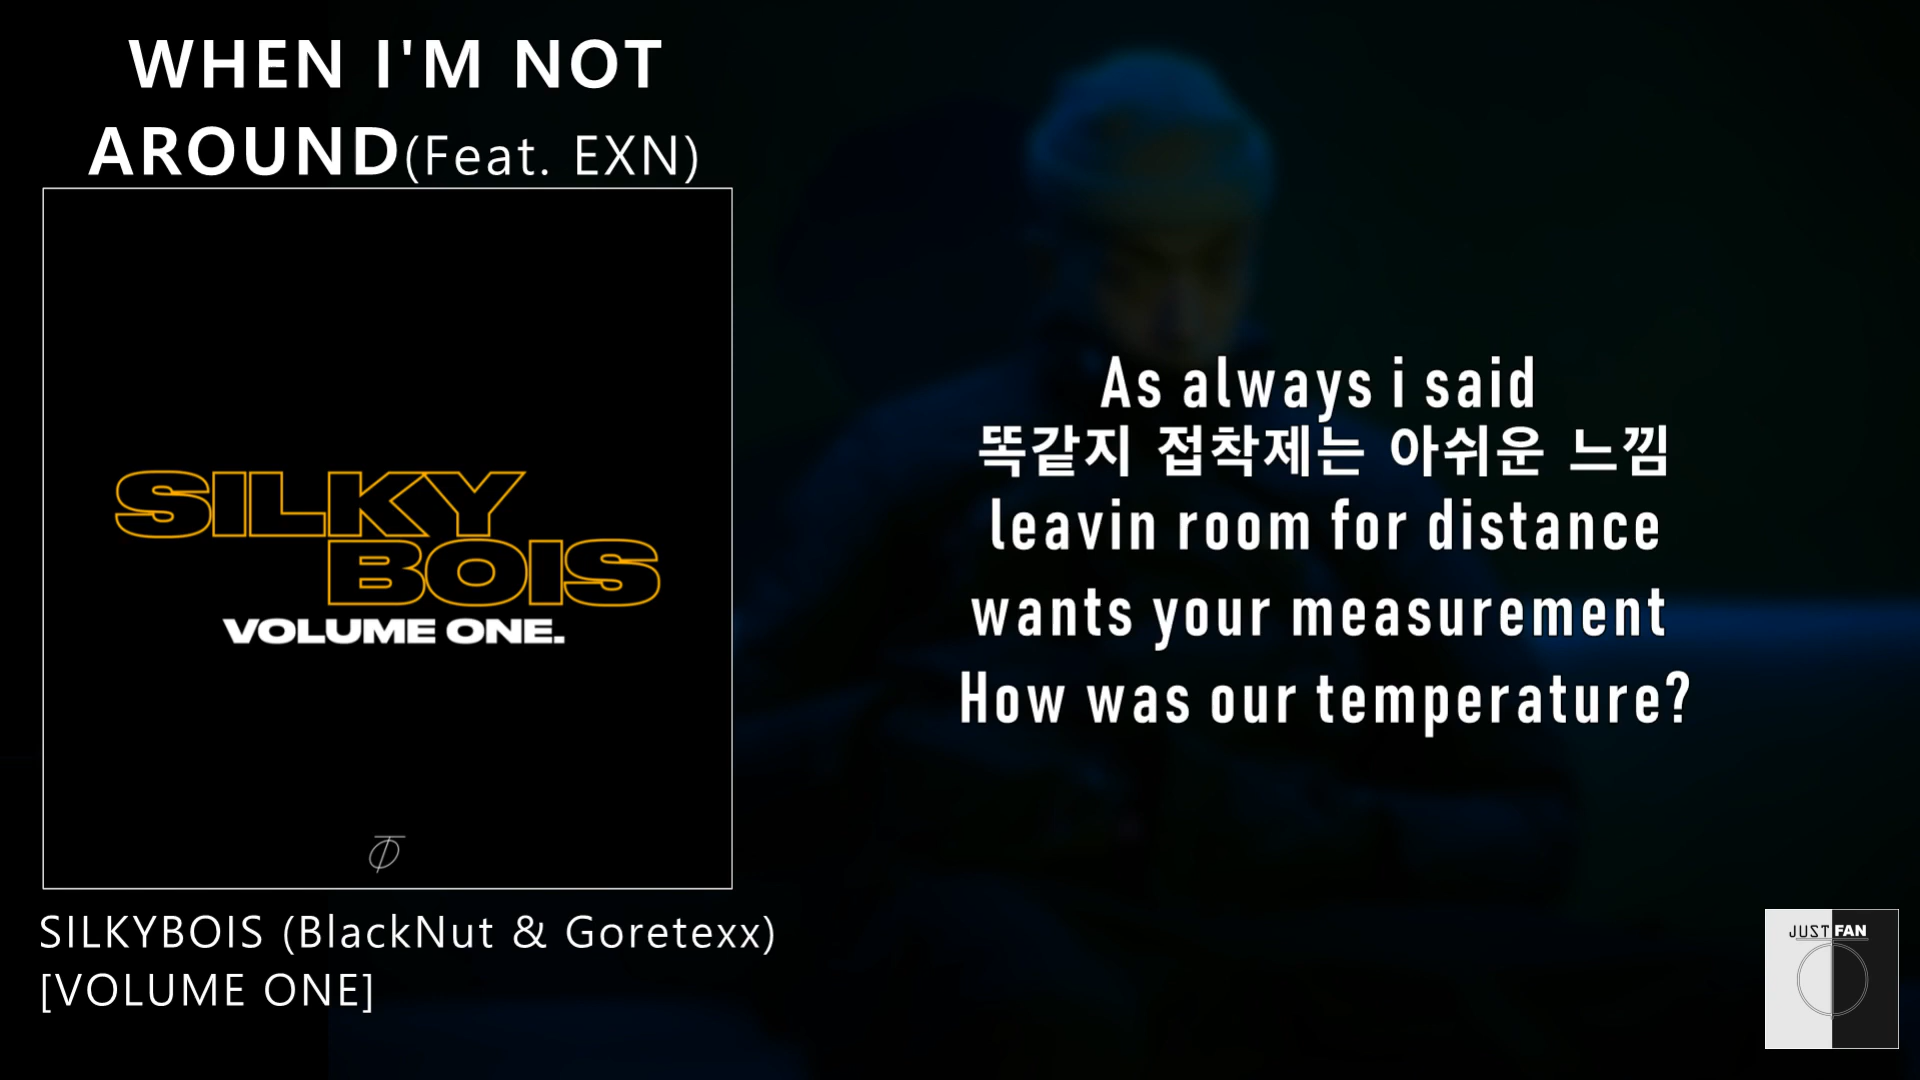 WHEN I'M NOT
AROUND(Feat. EXN)
SILKY
BOIS
VOLUME ONE.
SILKYBOIS (BlackNut & Goretexx)
[VOLUME ONE]
As always i said
똑같지 접착제는 아쉬운 느낌
leavin room for distance
wants your measurement
How was our temperature?
JUST FAN